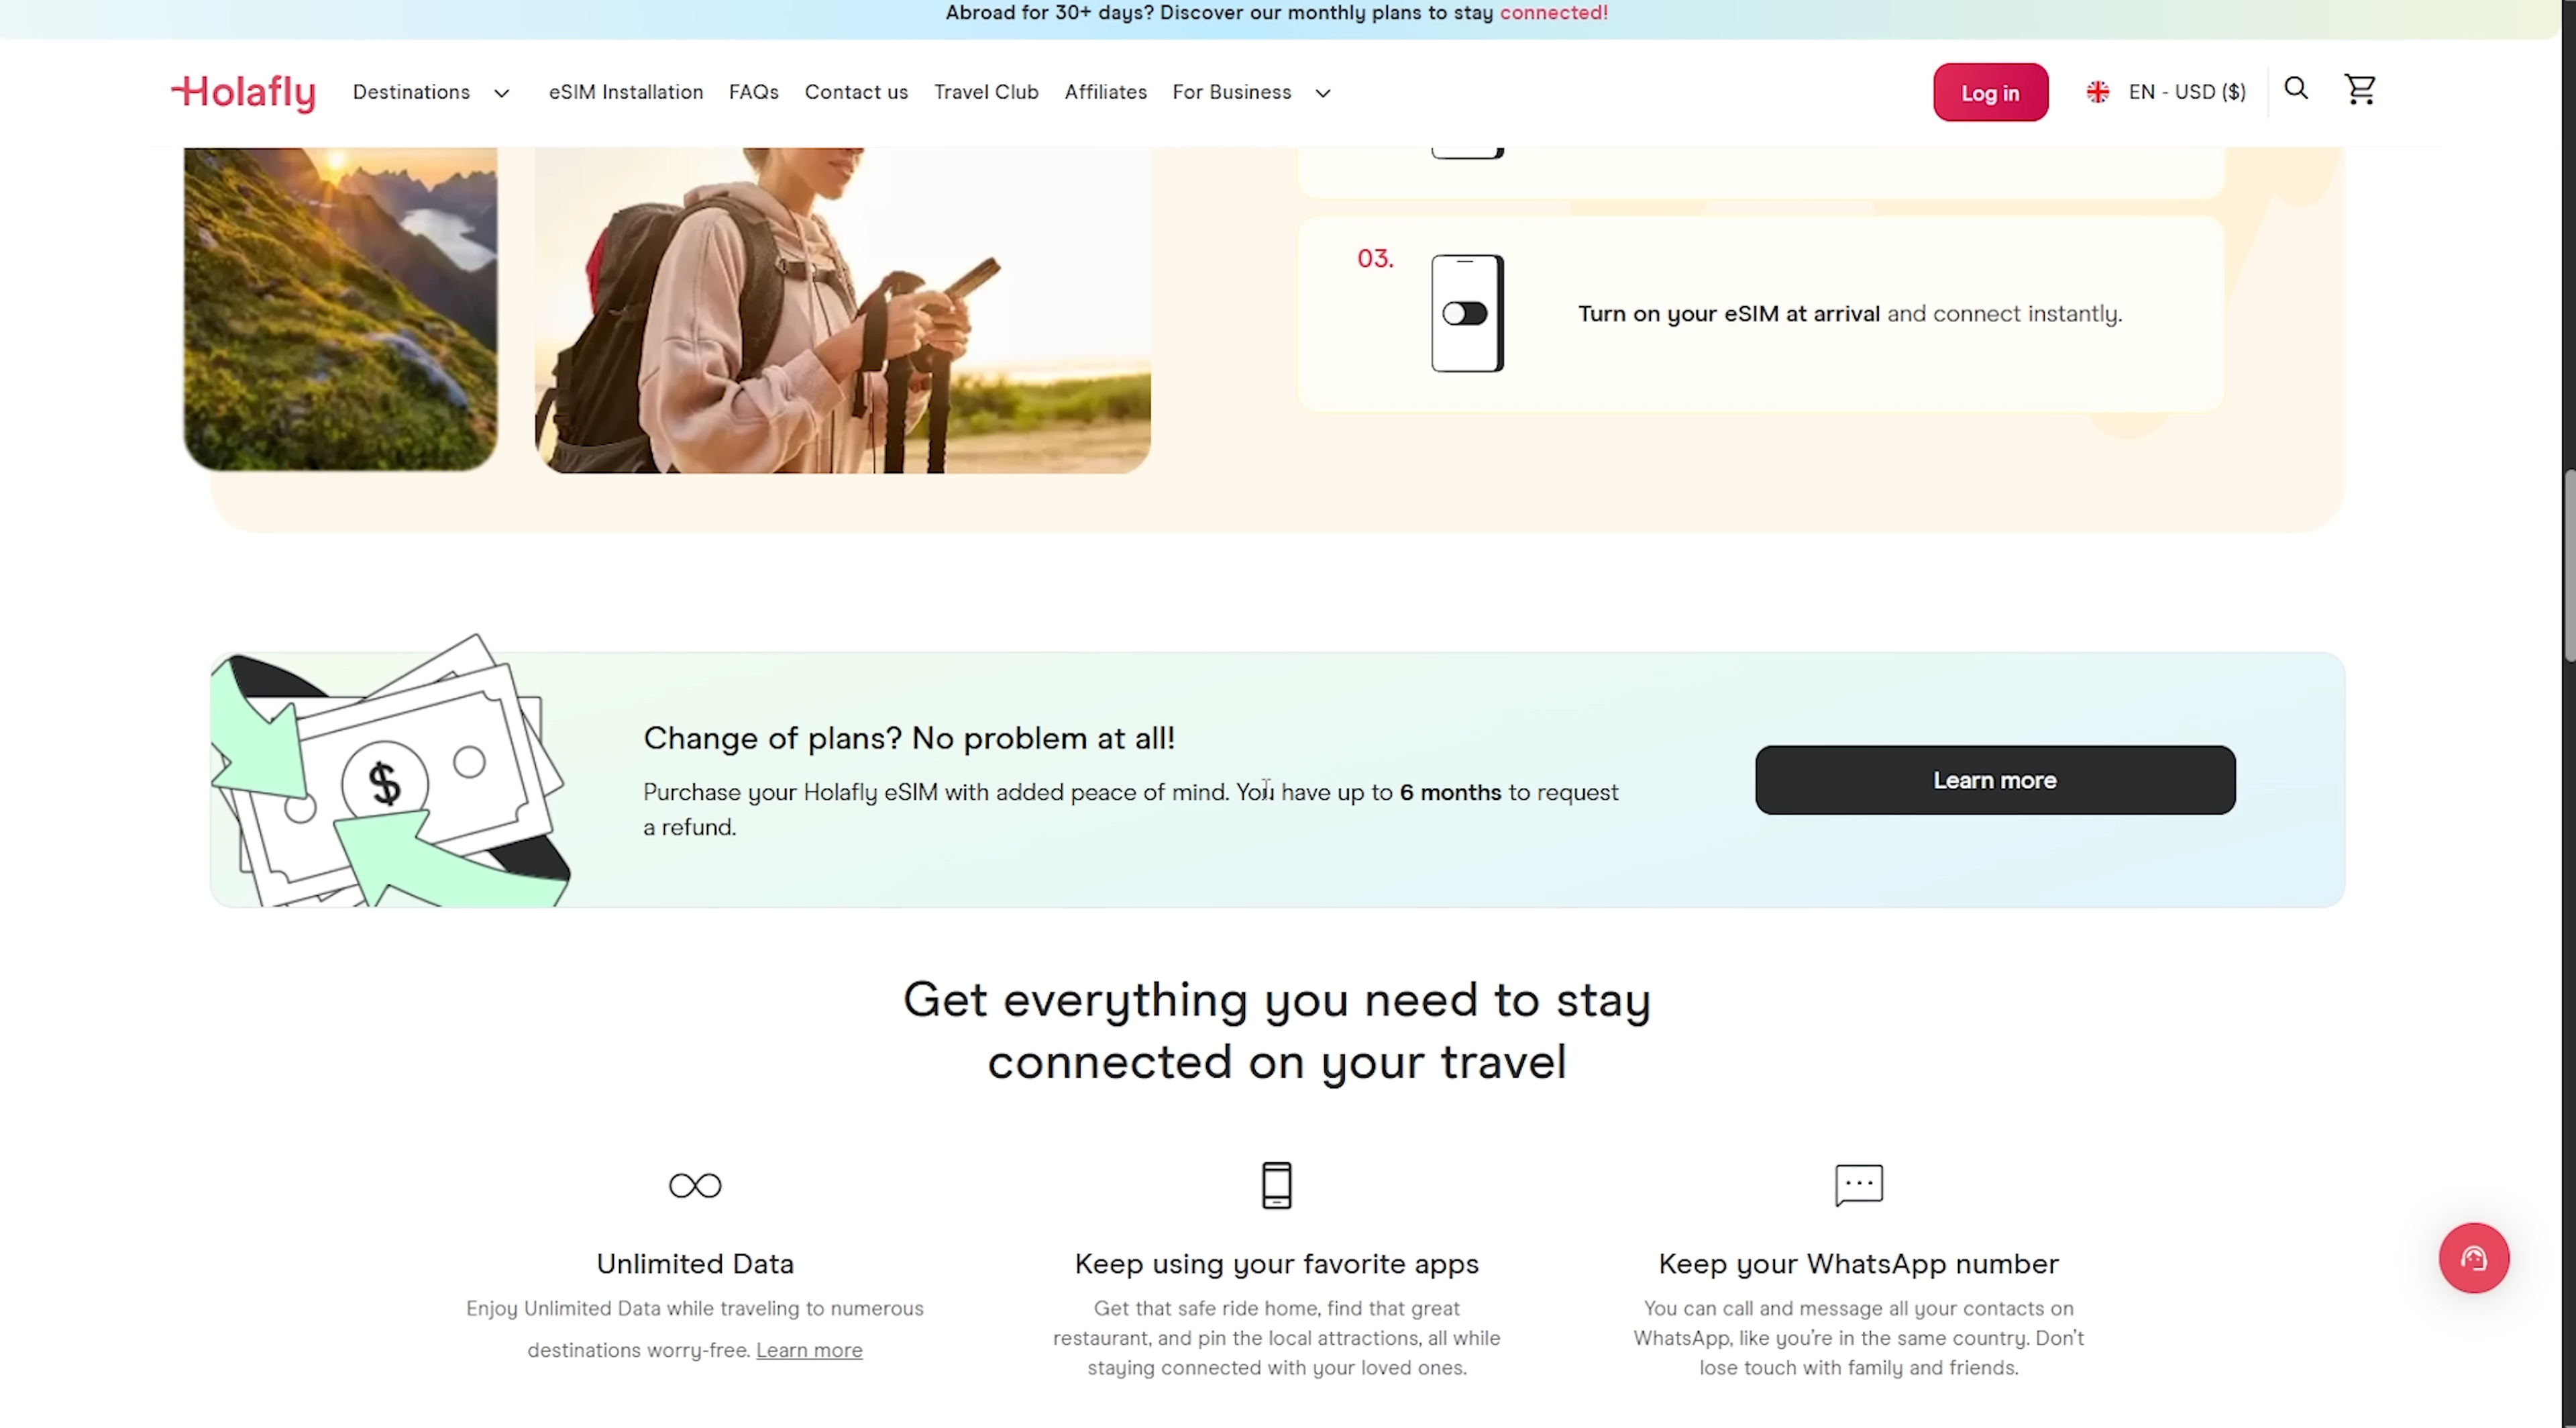 Abroad for 30+ days? Discover our monthly plans to stay connected!
Holafly
Destinations
eSIM Installation
FAQs
Contact us
Travel Club
Affiliates
For Business
Log in
EN - USD ($)
03.
Turn on your eSIM at arrival and connect instantly.
$
Change of plans? No problem at all!
Purchase your Holafly eSIM with added peace of mind. You have up to 6 months to request
a refund.
Learn more
Get everything you need to stay
connected on your travel
Unlimited Data
Enjoy Unlimited Data while traveling to numerous
destinations worry-free. Learn more
Keep using your favorite apps
Get that safe ride home, find that great
restaurant, and pin the local attractions, all while
staying connected with your loved ones.
Keep your WhatsApp number
You can call and message all your contacts on
WhatsApp, like you're in the same country. Don't
lose touch with family and friends.